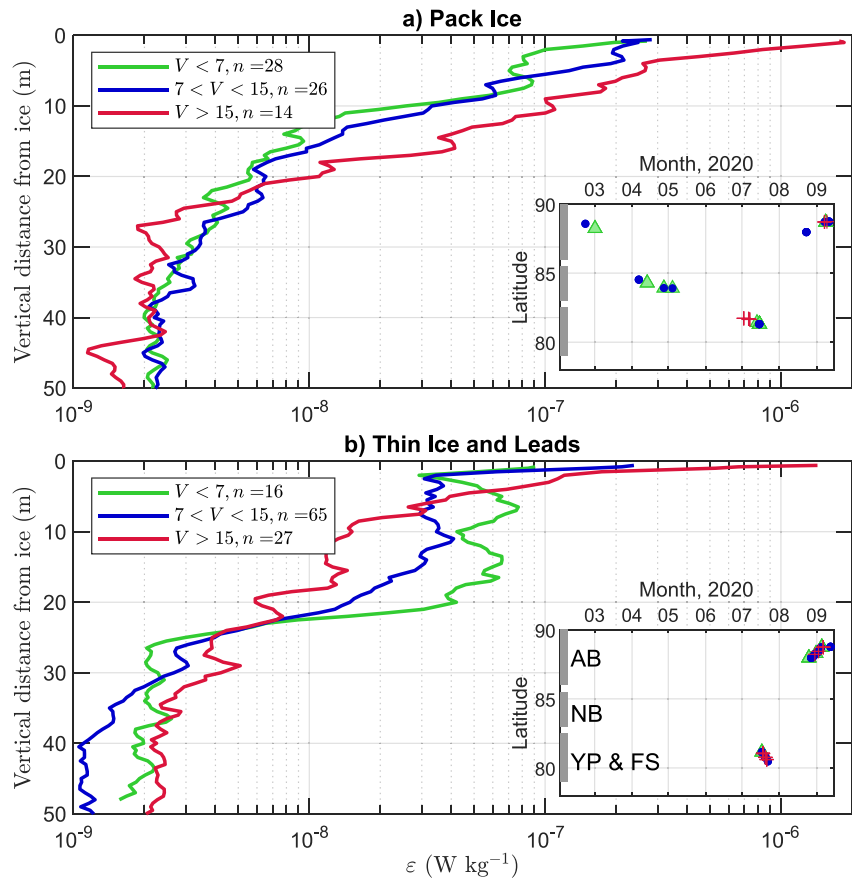 a) Pack Ice
0
10
20
30
40
50
Vertical distance from ice (m)
V < 7, n =28
7 < V < 15, n =26
V > 15, n =14
Month, 2020
03 04 05 06 07 08 09
90
85
80
Latitude
10⁻⁹ 10⁻⁸ 10⁻⁷ 10⁻⁶
b) Thin Ice and Leads
0
10
20
30
40
50
Vertical distance from ice (m)
V < 7, n =16
7 < V < 15, n =65
V > 15, n =27
Month, 2020
03 04 05 06 07 08 09
90
85
80
Latitude
AB
NB
YP & FS
10⁻⁹ 10⁻⁸ 10⁻⁷ 10⁻⁶
ε (W kg⁻¹)